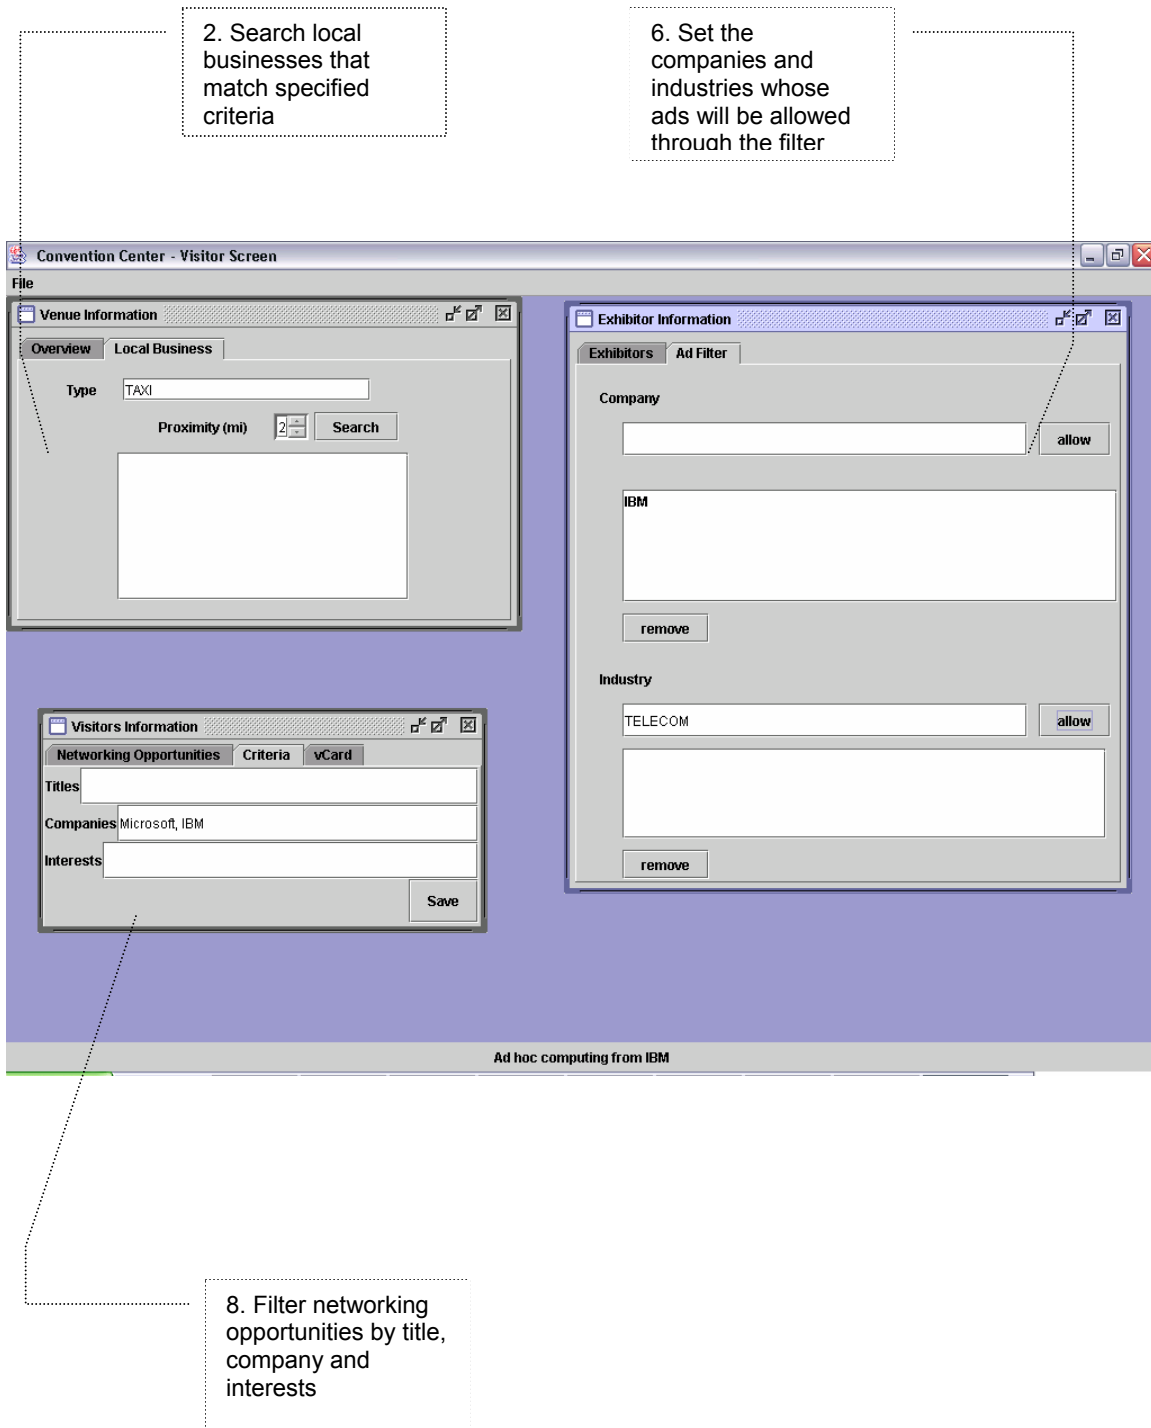 2. Search local
businesses that
match specified
criteria
6. Set the
companies and
industries whose
ads will be allowed
through the filter
Convention Center - Visitor Screen
File
Venue Information
Overview Local Business
Type TAXI
Proximity (mi) 2 Search
Exhibitor Information
Exhibitors Ad Filter
Company
allow
IBM
remove
Industry
TELECOM allow
remove
Visitors Information
Networking Opportunities Criteria vCard
Titles
Companies Microsoft, IBM
Interests
Save
Ad hoc computing from IBM
8. Filter networking
opportunities by title,
company and
interests